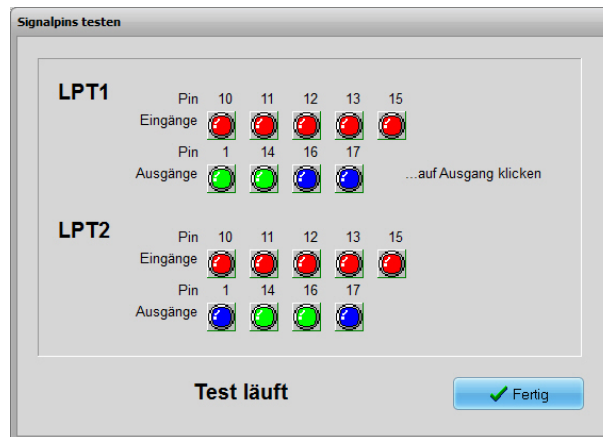 Signalpins testen
LPT1
Pin 10 11 12 13 15
Eingänge
Pin 1 14 16 17
Ausgänge ...auf Ausgang klicken
LPT2
Pin 10 11 12 13 15
Eingänge
Pin 1 14 16 17
Ausgänge
Test läuft
Fertig